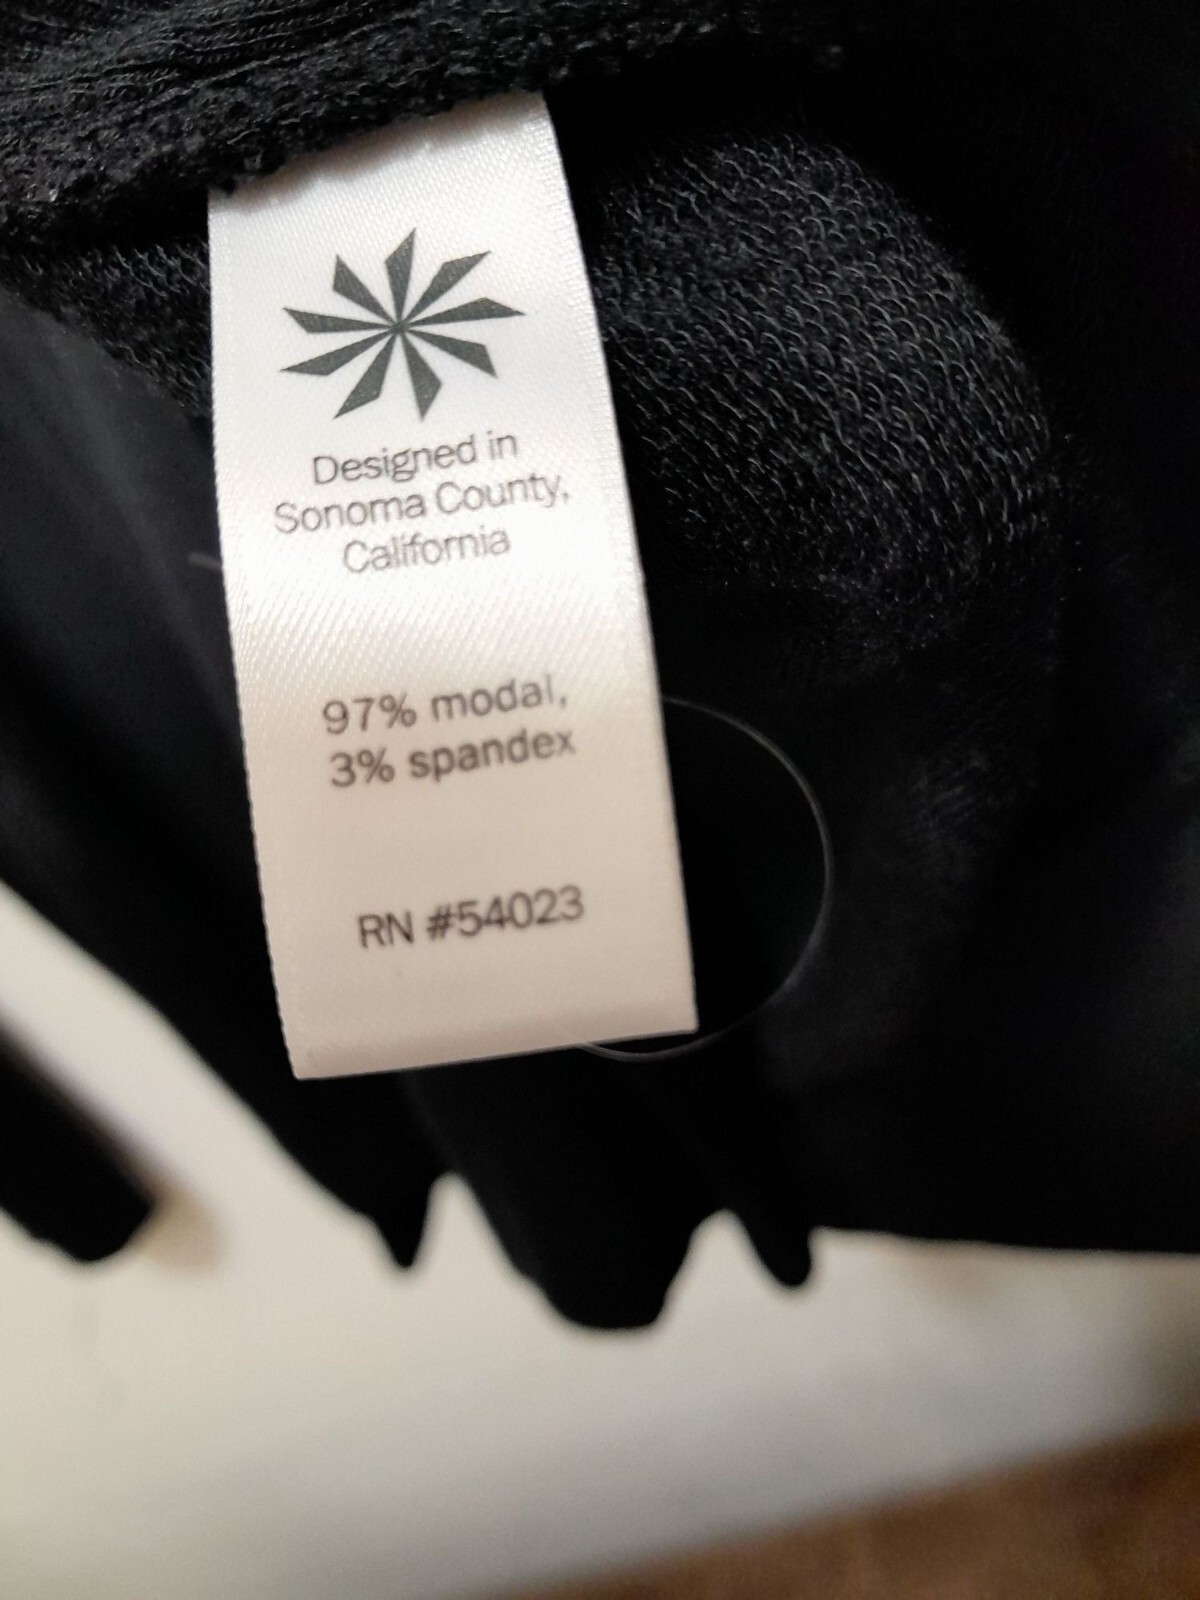 Designed in
Sonoma County,
California
97% modal,
3% spandex
RN #54023